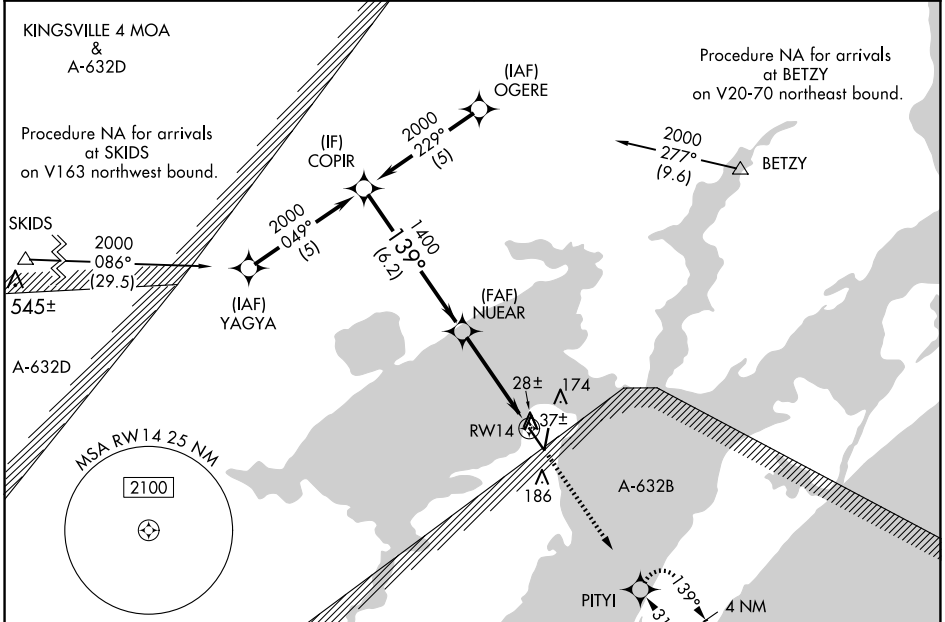 KINGSVILLE 4 MOA
&
A-632D
Procedure NA for arrivals
at SKIDS
on V163 northwest bound.
(IAF)
OGERE
Procedure NA for arrivals
at BETZY
on V20-70 northeast bound.
(IF)
COPIR
2000
229°
(5)
2000
277°
(9.6)
BETZY
SKIDS
2000
086°
(29.5)
545±
2000
049°
(5)
(IAF)
YAGYA
1400
139°
(6.2)
(FAF)
NUEAR
A-632D
28±
174
RW14
37±
186
A-632B
MSA RW14 25 NM
2100
PITYI
139°
4 NM